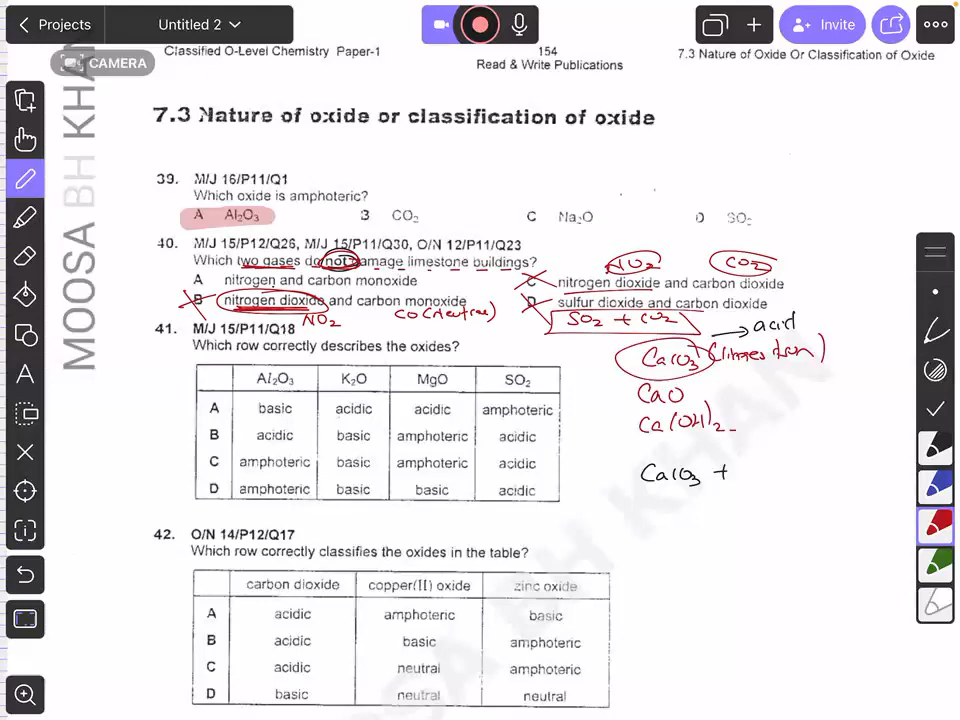 Projects
Untitled 2
Invite
Classified O-Level Chemistry Paper-1
154
7.3 Nature of Oxide Or Classification of Oxide
Read & Write Publications
CAMERA
MOOSA BH KHAN
7.3 Nature of oxide or classification of oxide
39. M/J 16/P11/Q1
Which oxide is amphoteric?
A Al₂O₃ B CO₂ C Na₂O D SO₂
40. M/J 15/P12/Q26, M/J 15/P11/Q30, O/N 12/P11/Q23
Which two gases do not damage limestone buildings?
NO₂ CO₂
A nitrogen and carbon monoxide
C nitrogen dioxide and carbon dioxide
B nitrogen dioxide and carbon monoxide
D sulfur dioxide and carbon dioxide
NO₂ CO (Neutral)
SO₂ + CO₂
acid
CaCO₃
CaO
Ca(OH)₂
CaCO₃ +
41. M/J 15/P11/Q18
Which row correctly describes the oxides?
Al₂O₃ K₂O MgO SO₂
A basic acidic acidic amphoteric
B acidic basic amphoteric acidic
C amphoteric basic amphoteric acidic
D amphoteric basic basic acidic
42. O/N 14/P12/Q17
Which row correctly classifies the oxides in the table?
carbon dioxide copper(II) oxide zinc oxide
A acidic amphoteric basic
B acidic basic amphoteric
C acidic neutral amphoteric
D basic neutral neutral
MOOSA BH KHAN